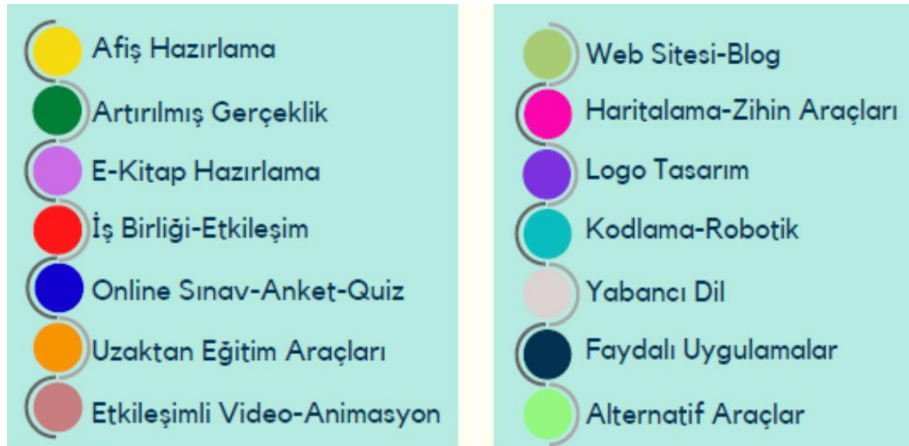 Afiş Hazırlama
Artırılmış Gerçeklik
E-Kitap Hazırlama
İş Birliği-Etkileşim
Online Sınav-Anket-Quiz
Uzaktan Eğitim Araçları
Etkileşimli Video-Animasyon
Web Sitesi-Blog
Haritalama-Zihin Araçları
Logo Tasarım
Kodlama-Robotik
Yabancı Dil
Faydalı Uygulamalar
Alternatif Araçlar